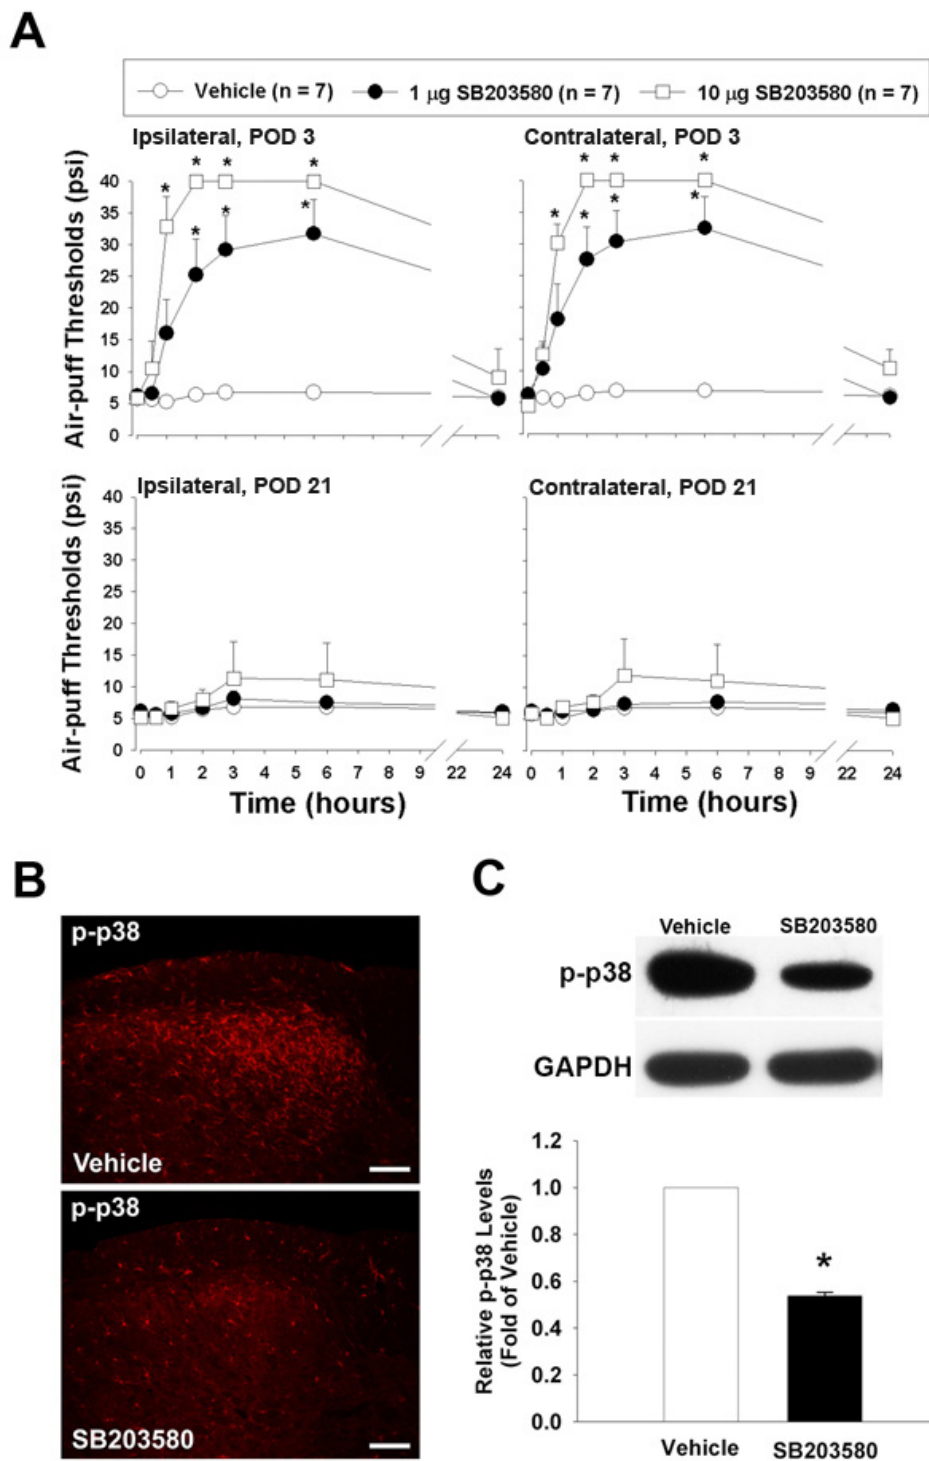 A
Vehicle (n = 7) 1 µg SB203580 (n = 7) 10 µg SB203580 (n = 7)
Ipsilateral, POD 3
Contralateral, POD 3
Air-puff Thresholds (psi)
40
35
30
25
20
15
10
5
0
* * * * * * *
* * * * * * *
Ipsilateral, POD 21
Contralateral, POD 21
Air-puff Thresholds (psi)
40
35
30
25
20
15
10
5
0
0 1 2 3 4 5 6 7 8 9 22 24
0 1 2 3 4 5 6 7 8 9 22 24
Time (hours)
Time (hours)
B
p-p38
Vehicle
p-p38
SB203580
C
Vehicle SB203580
p-p38
GAPDH
Relative p-p38 Levels
(Fold of Vehicle)
1.2
1.0
0.8
0.6
0.4
0.2
0.0
*
Vehicle SB203580